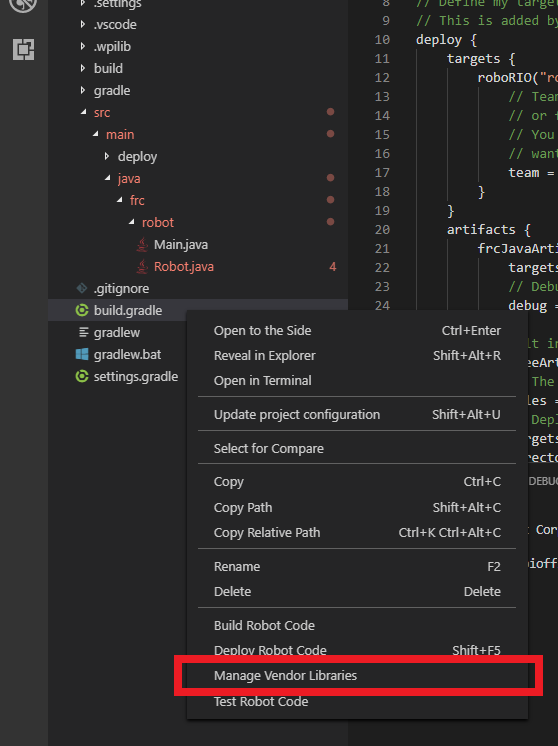 .settings
.vscode
.wpilib
build
gradle
src
main
deploy
java
frc
robot
Main.java
Robot.java 4
.gitignore
build.gradle
gradlew
gradlew.bat
settings.gradle
8 // Define my targe
9 // This is added by
10 deploy {
11 targets {
12 roboRIO("ro
13 // Team
14 // or f
15 // You
16 // want
17 team =
18 }
19 }
20 artifacts {
21 frcJavaArti
22 targets
23 // Debu
24 debug =
lt in
eeArt
The
les =
Depl
rgets
recto
DEBUG
t Cor
bioff
Open to the Side Ctrl+Enter
Reveal in Explorer Shift+Alt+R
Open in Terminal
Update project configuration Shift+Alt+U
Select for Compare
Copy Ctrl+C
Copy Path Shift+Alt+C
Copy Relative Path Ctrl+K Ctrl+Alt+C
Rename F2
Delete Delete
Build Robot Code
Deploy Robot Code Shift+F5
Manage Vendor Libraries
Test Robot Code